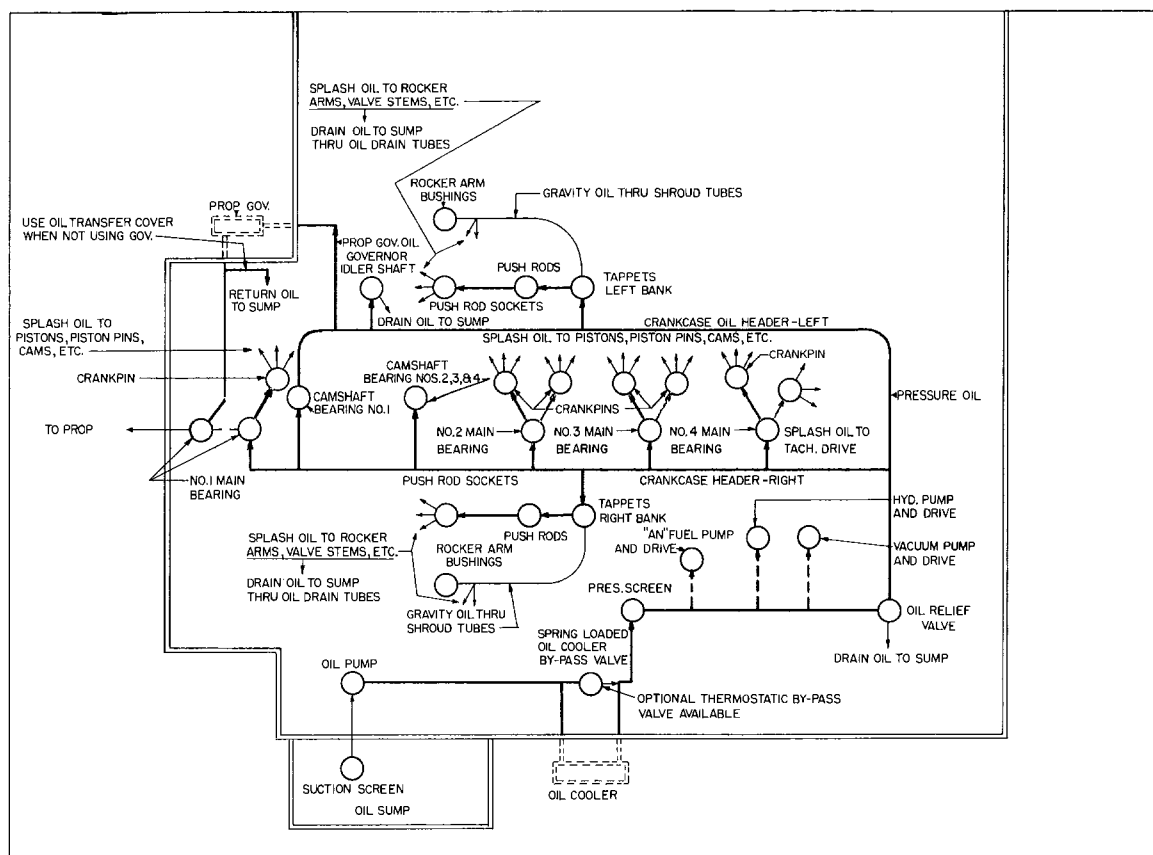 SPLASH OIL TO ROCKER
ARMS, VALVE STEMS, ETC.
DRAIN OIL TO SUMP
THRU OIL DRAIN TUBES
ROCKER ARM
BUSHINGS
GRAVITY OIL THRU SHROUD TUBES
PROP GOV.
USE OIL TRANSFER COVER
WHEN NOT USING GOV.
PROP GOV. OIL
GOVERNOR
IDLER SHAFT
PUSH RODS
TAPPETS
LEFT BANK
RETURN OIL
TO SUMP
PUSH ROD SOCKETS
DRAIN OIL TO SUMP
CRANKCASE OIL HEADER-LEFT
SPLASH OIL TO
PISTONS, PISTON PINS,
CAMS, ETC.
SPLASH OIL TO PISTONS, PISTON PINS, CAMS, ETC.
CAMSHAFT
BEARING NOS. 2, 3, & 4
CRANKPIN
CRANKPIN
CAMSHAFT
BEARING NO. 1
CRANKPINS
PRESSURE OIL
TO PROP
NO. 2 MAIN
BEARING
NO. 3 MAIN
BEARING
NO. 4 MAIN
BEARING
SPLASH OIL TO
TACH. DRIVE
NO. 1 MAIN
BEARING
PUSH ROD SOCKETS
CRANKCASE HEADER-RIGHT
TAPPETS
RIGHT BANK
HYD. PUMP
AND DRIVE
PUSH RODS
"AN" FUEL PUMP
AND DRIVE
VACUUM PUMP
AND DRIVE
SPLASH OIL TO ROCKER
ARMS, VALVE STEMS, ETC.
ROCKER ARM
BUSHINGS
DRAIN OIL TO SUMP
THRU OIL DRAIN TUBES
PRES. SCREEN
GRAVITY OIL THRU
SHROUD TUBES
OIL RELIEF
VALVE
SPRING LOADED
OIL COOLER
BY-PASS VALVE
DRAIN OIL TO SUMP
OIL PUMP
OPTIONAL THERMOSTATIC BY-PASS
VALVE AVAILABLE
SUCTION SCREEN
OIL SUMP
OIL COOLER